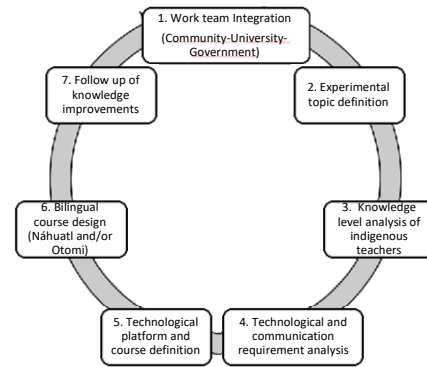 1. Work team Integration
(Community-University-
Government)
2. Experimental
topic definition
3. Knowledge
level analysis of
indigenous
teachers
4. Technological and
communication
requirement analysis
5. Technological
platform and
course definition
6. Bilingual
course design
(Náhuatl and/or
Otomi)
7. Follow up of
knowledge
improvements